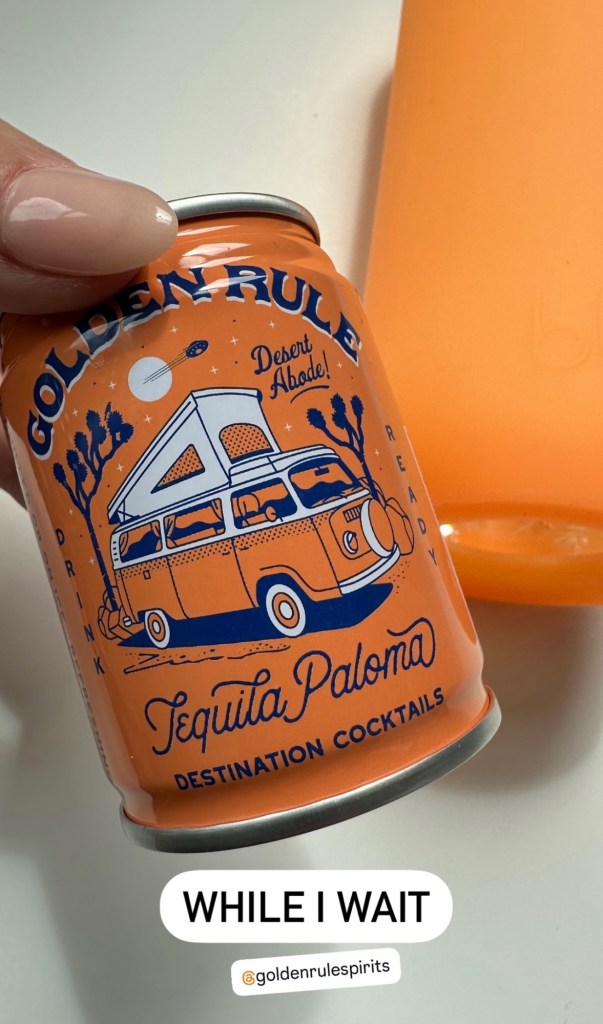 GOLDEN RULE
Desert
Abode!
DRINK
READY
Tequila Paloma
DESTINATION COCKTAILS
WHILE I WAIT
@goldenrulespirits